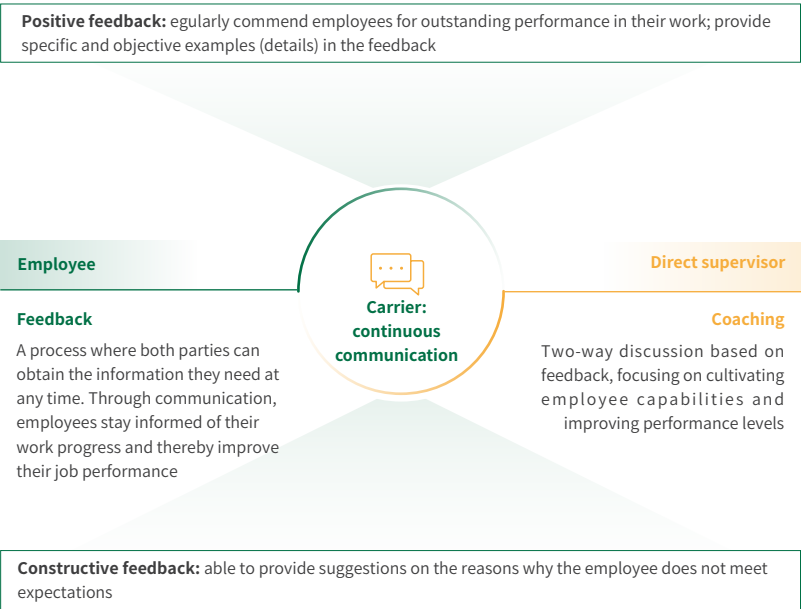 Positive feedback: egularly commend employees for outstanding performance in their work; provide
specific and objective examples (details) in the feedback
Employee
Feedback
A process where both parties can
obtain the information they need at
any time. Through communication,
employees stay informed of their
work progress and thereby improve
their job performance
Carrier:
continuous
communication
Direct supervisor
Coaching
Two-way discussion based on
feedback, focusing on cultivating
employee capabilities and
improving performance levels
Constructive feedback: able to provide suggestions on the reasons why the employee does not meet
expectations